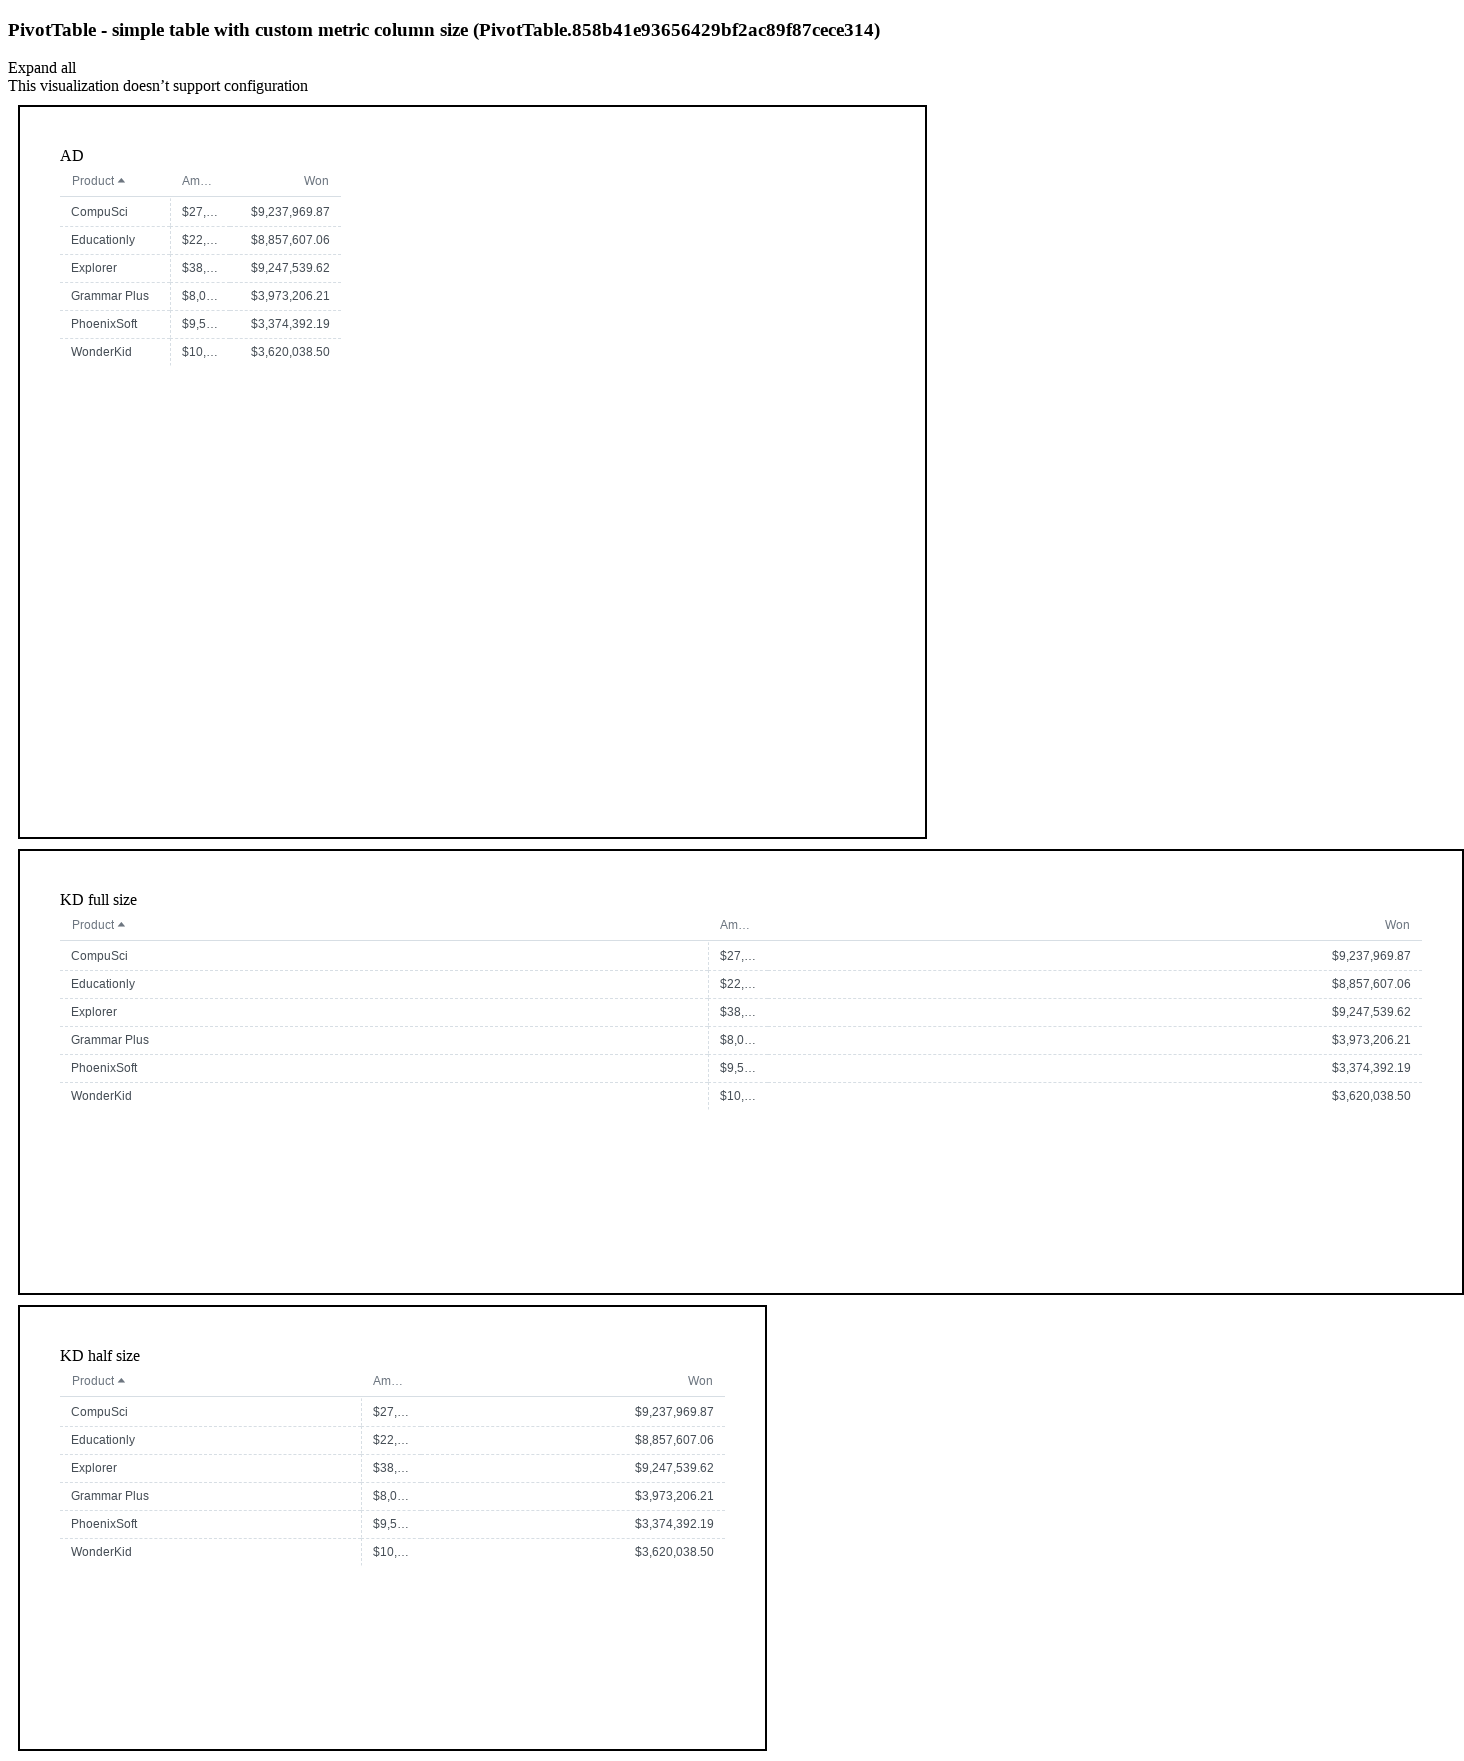 PivotTable - simple table with custom metric column size (PivotTable.858b41e93656429bf2ac89f87cece314)
Expand all
This visualization doesn’t support configuration
AD
Product Am… Won
CompuSci $27,… $9,237,969.87
Educationly $22,… $8,857,607.06
Explorer $38,… $9,247,539.62
Grammar Plus $8,0… $3,973,206.21
PhoenixSoft $9,5… $3,374,392.19
WonderKid $10,… $3,620,038.50
KD full size
Product Am… Won
CompuSci $27,… $9,237,969.87
Educationly $22,… $8,857,607.06
Explorer $38,… $9,247,539.62
Grammar Plus $8,0… $3,973,206.21
PhoenixSoft $9,5… $3,374,392.19
WonderKid $10,… $3,620,038.50
KD half size
Product Am… Won
CompuSci $27,… $9,237,969.87
Educationly $22,… $8,857,607.06
Explorer $38,… $9,247,539.62
Grammar Plus $8,0… $3,973,206.21
PhoenixSoft $9,5… $3,374,392.19
WonderKid $10,… $3,620,038.50